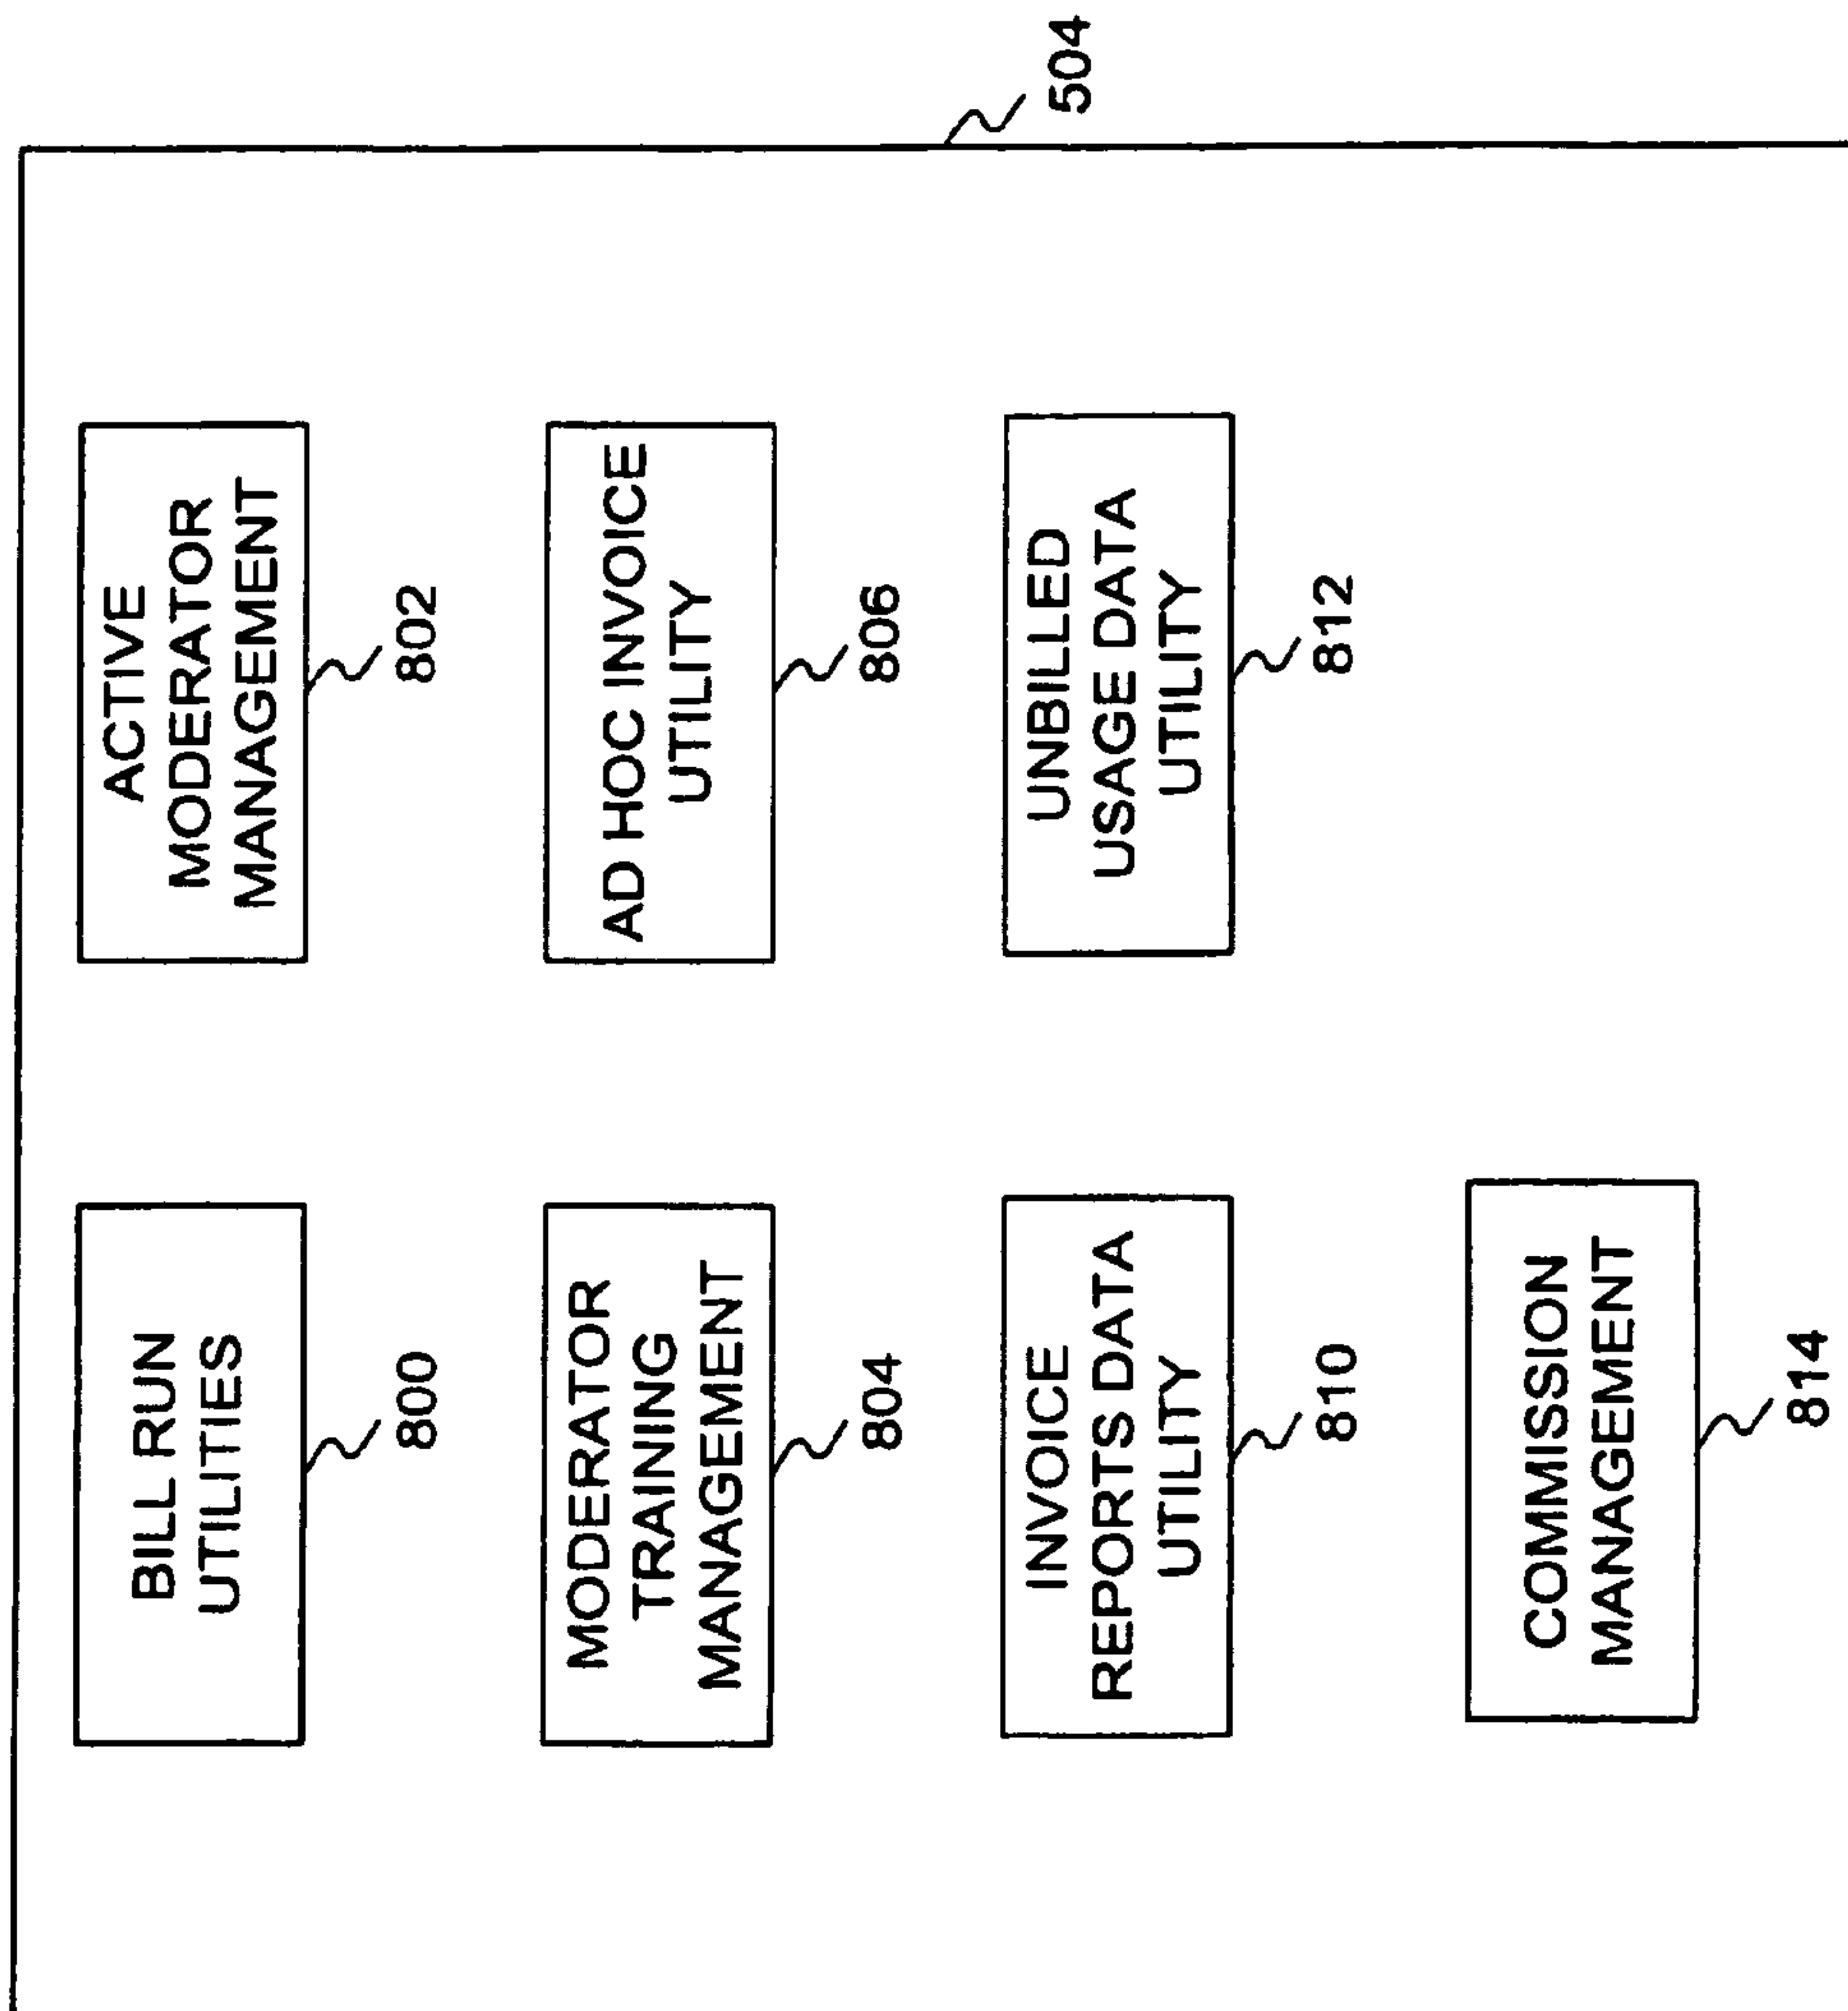 BILL RUN
UTILITIES
800
ACTIVE
MODERATOR
MANAGEMENT
802
MODERATOR
TRAINING
MANAGEMENT
804
AD HOC INVOICE
UTILITY
806
INVOICE
REPORTS DATA
UTILITY
810
UNBILLED
USAGE DATA
UTILITY
812
COMMISSION
MANAGEMENT
814
504